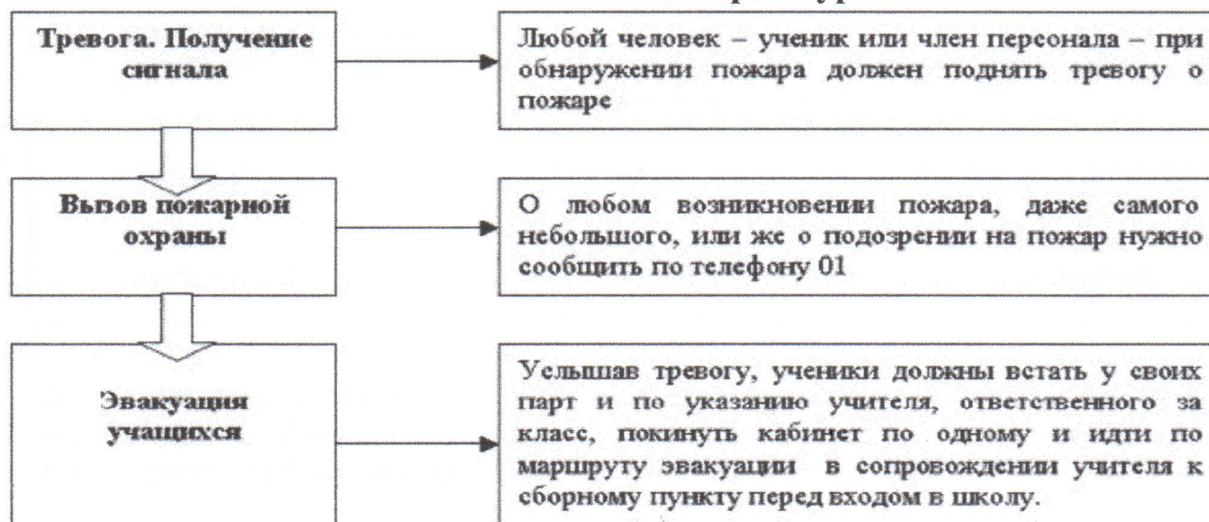 Тревога. Получение
сигнала
Любой человек – ученик или член персонала – при
обнаружении пожара должен поднять тревогу о
пожаре
Вызов пожарной
охраны
О любом возникновении пожара, даже самого
небольшого, или же о подозрении на пожар нужно
сообщить по телефону 01
Эвакуация
учащихся
Услышав тревогу, ученики должны встать у своих
парт и по указанию учителя, ответственного за
класс, покинуть кабинет по одному и идти по
маршруту эвакуации в сопровождении учителя к
сборному пункту перед входом в школу.